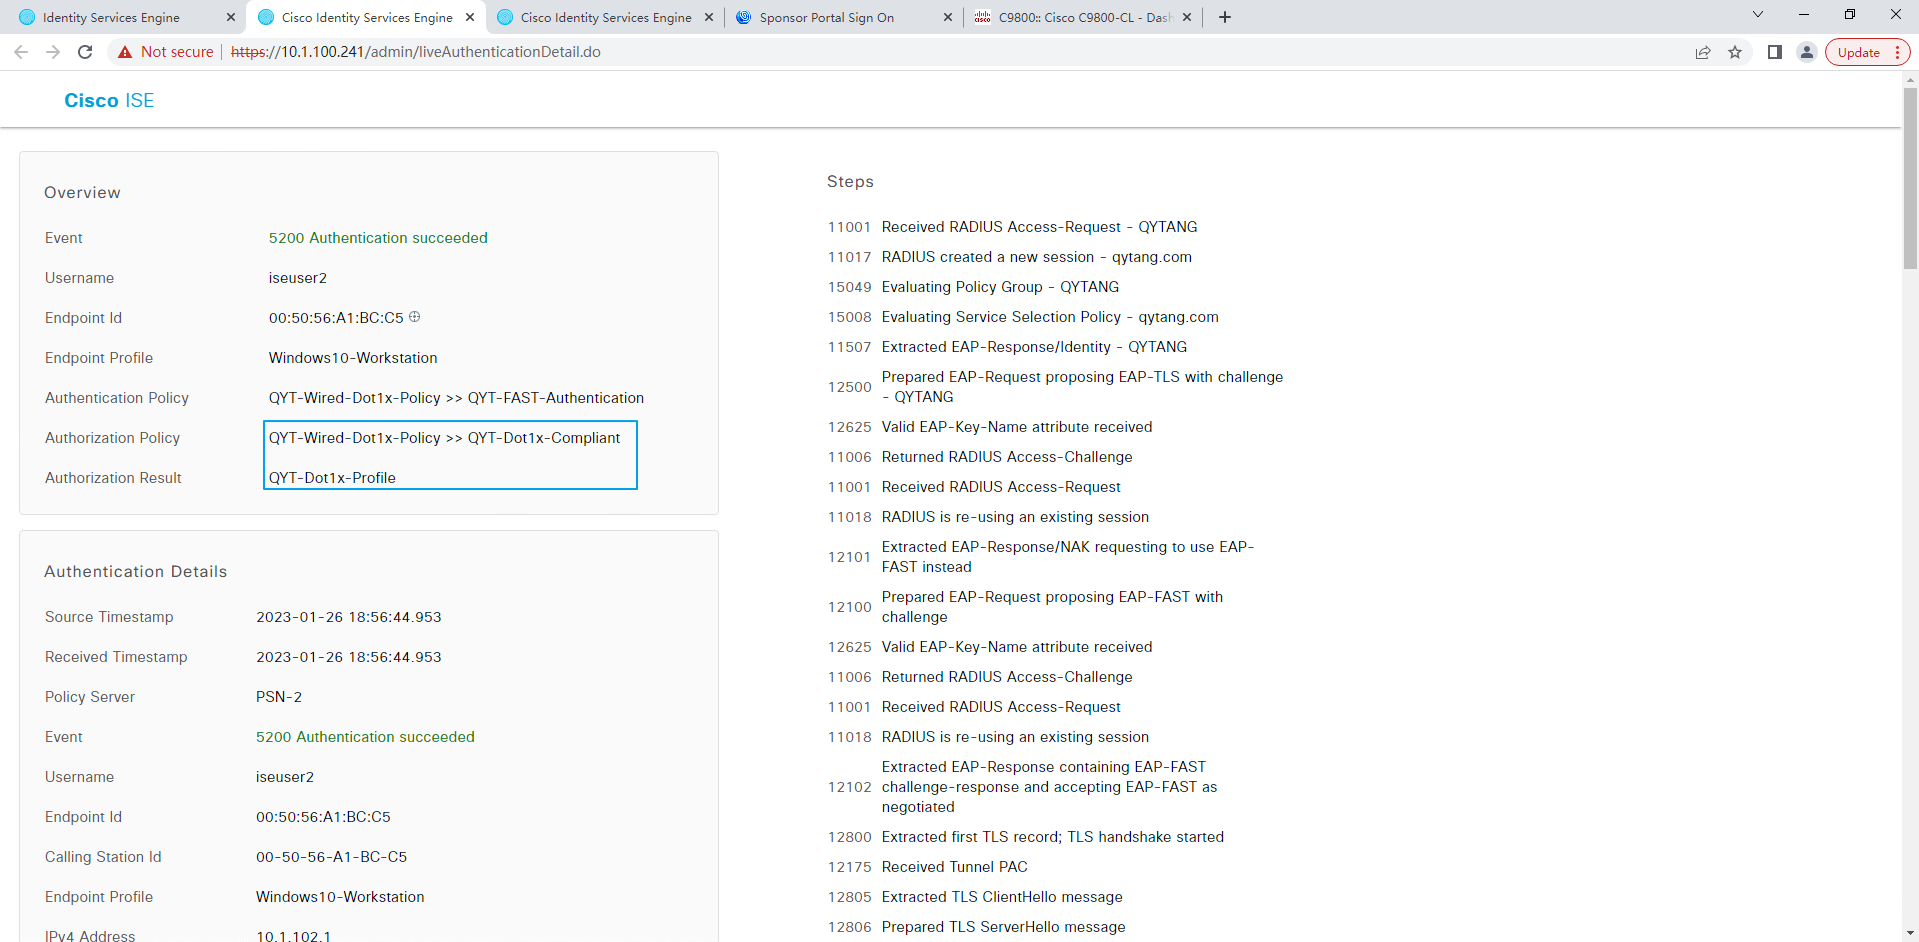 Identity Services Engine
Cisco Identity Services Engine
Cisco Identity Services Engine
Sponsor Portal Sign On
C9800:: Cisco C9800-CL - Das
Not secure
https://10.1.100.241/admin/liveAuthenticationDetail.do
Update
Cisco ISE
Overview
Event 5200 Authentication succeeded
Username iseuser2
Endpoint Id 00:50:56:A1:BC:C5
Endpoint Profile Windows10-Workstation
Authentication Policy QYT-Wired-Dot1x-Policy >> QYT-FAST-Authentication
Authorization Policy QYT-Wired-Dot1x-Policy >> QYT-Dot1x-Compliant
Authorization Result QYT-Dot1x-Profile
Authentication Details
Source Timestamp 2023-01-26 18:56:44.953
Received Timestamp 2023-01-26 18:56:44.953
Policy Server PSN-2
Event 5200 Authentication succeeded
Username iseuser2
Endpoint Id 00:50:56:A1:BC:C5
Calling Station Id 00-50-56-A1-BC-C5
Endpoint Profile Windows10-Workstation
IPv4 Address 10.1.102.1
Steps
11001 Received RADIUS Access-Request - QYTANG
11017 RADIUS created a new session - qytang.com
15049 Evaluating Policy Group - QYTANG
15008 Evaluating Service Selection Policy - qytang.com
11507 Extracted EAP-Response/Identity - QYTANG
12500 Prepared EAP-Request proposing EAP-TLS with challenge
- QYTANG
12625 Valid EAP-Key-Name attribute received
11006 Returned RADIUS Access-Challenge
11001 Received RADIUS Access-Request
11018 RADIUS is re-using an existing session
12101 Extracted EAP-Response/NAK requesting to use EAP-
FAST instead
12100 Prepared EAP-Request proposing EAP-FAST with
challenge
12625 Valid EAP-Key-Name attribute received
11006 Returned RADIUS Access-Challenge
11001 Received RADIUS Access-Request
11018 RADIUS is re-using an existing session
Extracted EAP-Response containing EAP-FAST
12102 challenge-response and accepting EAP-FAST as
negotiated
12800 Extracted first TLS record; TLS handshake started
12175 Received Tunnel PAC
12805 Extracted TLS ClientHello message
12806 Prepared TLS ServerHello message